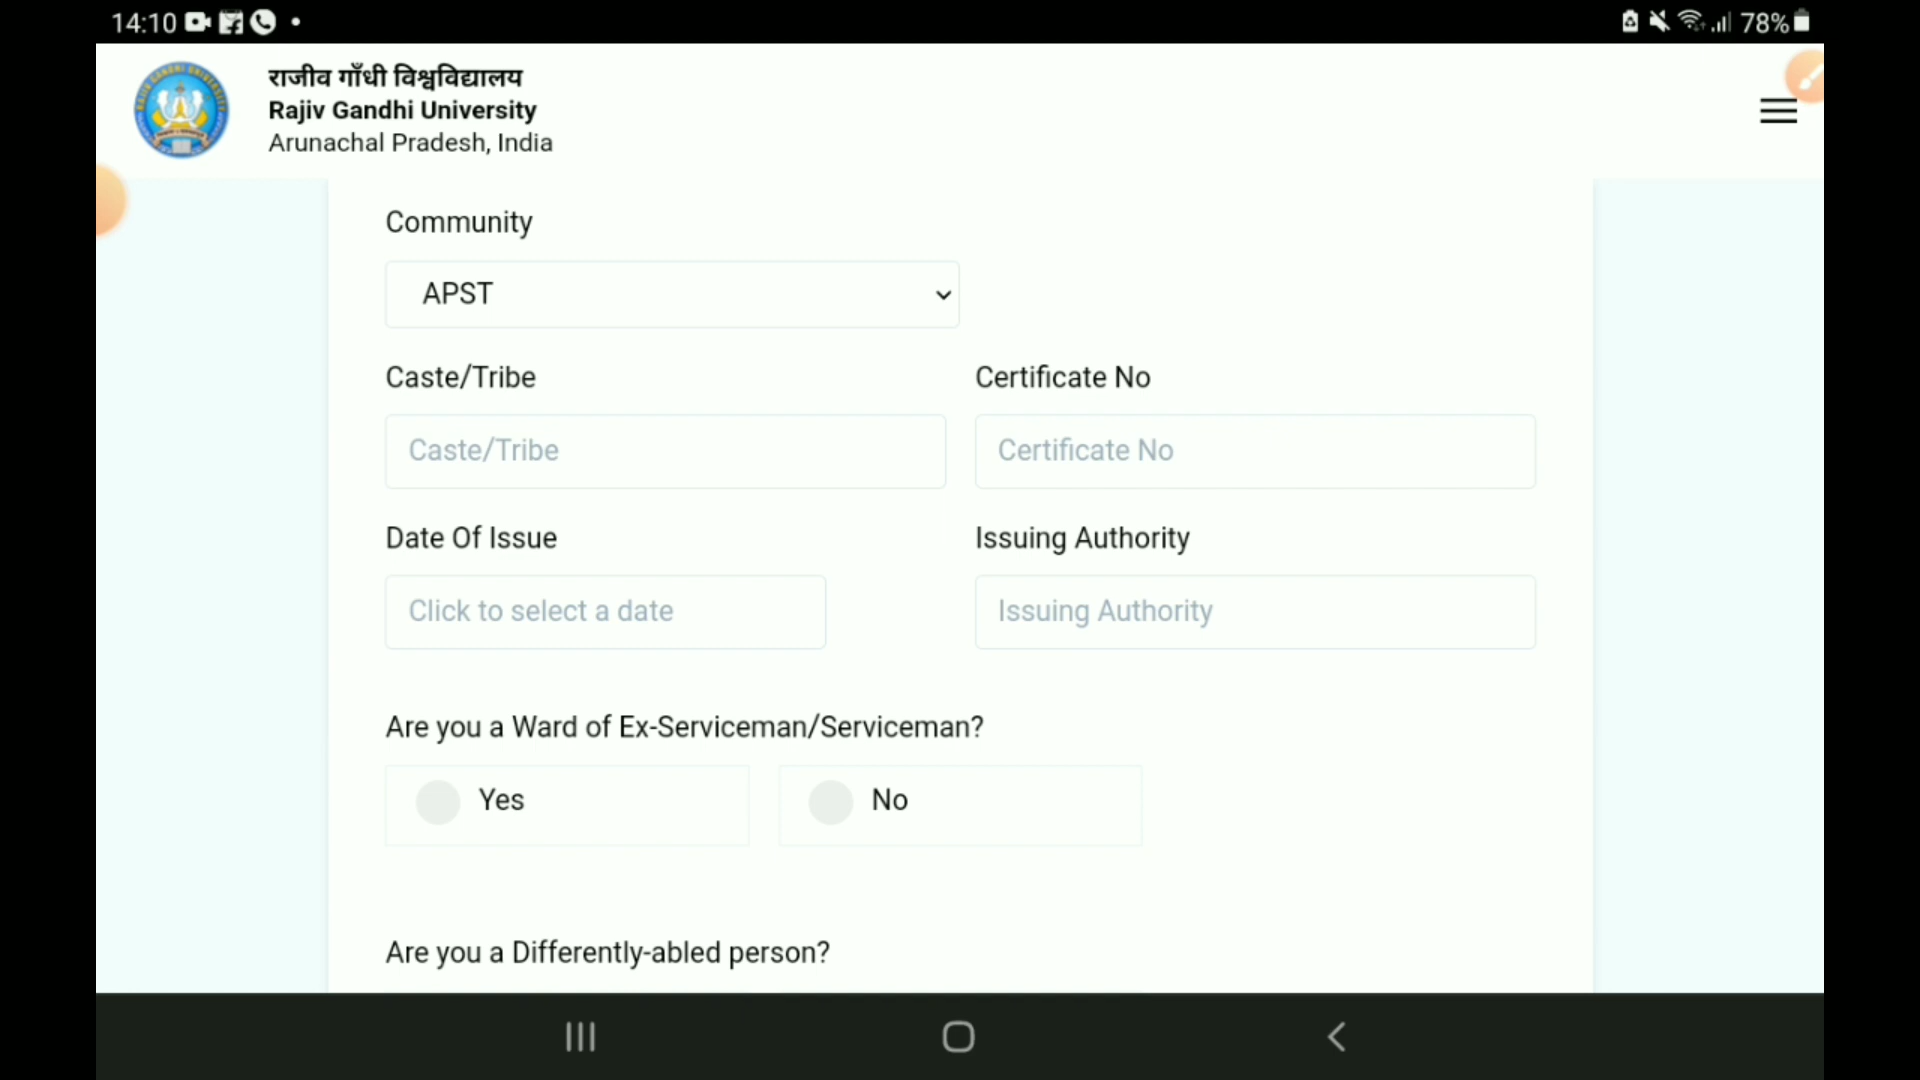 14:10
78%
राजीव गाँधी विश्वविद्यालय
Rajiv Gandhi University
Arunachal Pradesh, India
Community
APST
Caste/Tribe
Certificate No
Caste/Tribe
Certificate No
Date Of Issue
Issuing Authority
Click to select a date
Issuing Authority
Are you a Ward of Ex-Serviceman/Serviceman?
Yes
No
Are you a Differently-abled person?